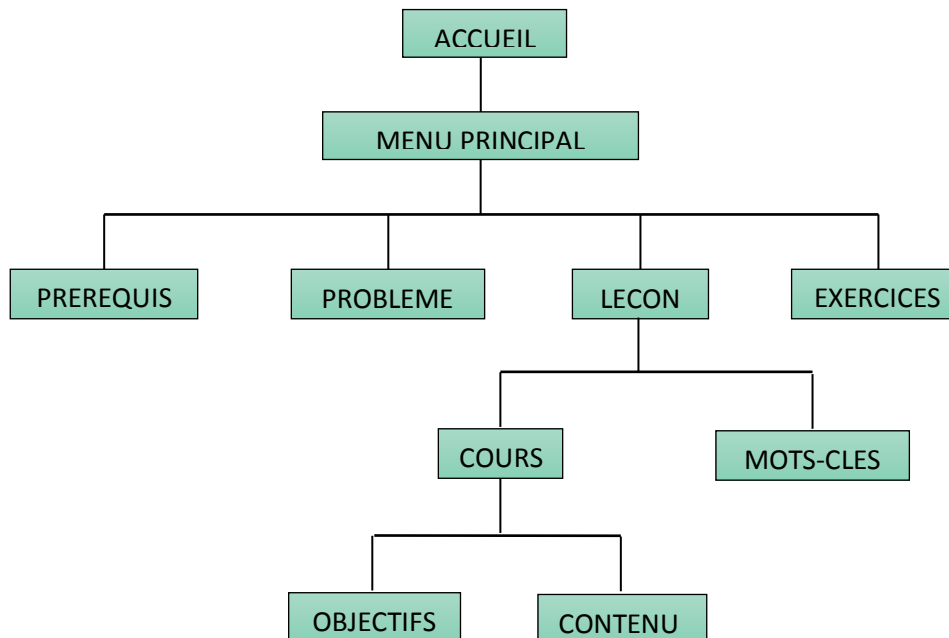 ACCUEIL
MENU PRINCIPAL
PREREQUIS
PROBLEME
LECON
EXERCICES
COURS
MOTS-CLES
OBJECTIFS
CONTENU